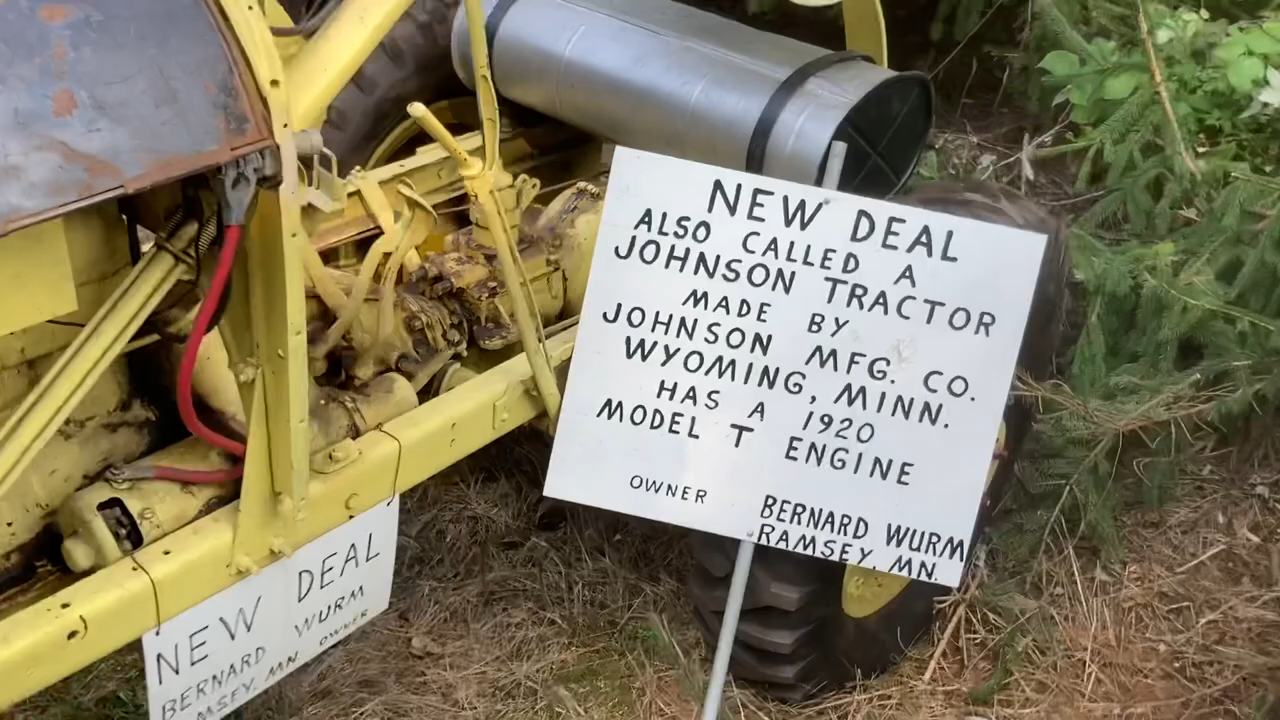 NEW DEAL
ALSO CALLED A
JOHNSON TRACTOR
MADE BY
JOHNSON MFG. CO.
WYOMING, MINN.
HAS A 1920
MODEL T ENGINE
OWNER BERNARD WURM
RAMSEY, MN.
NEW DEAL
BERNARD WURM
OWNER
MN.